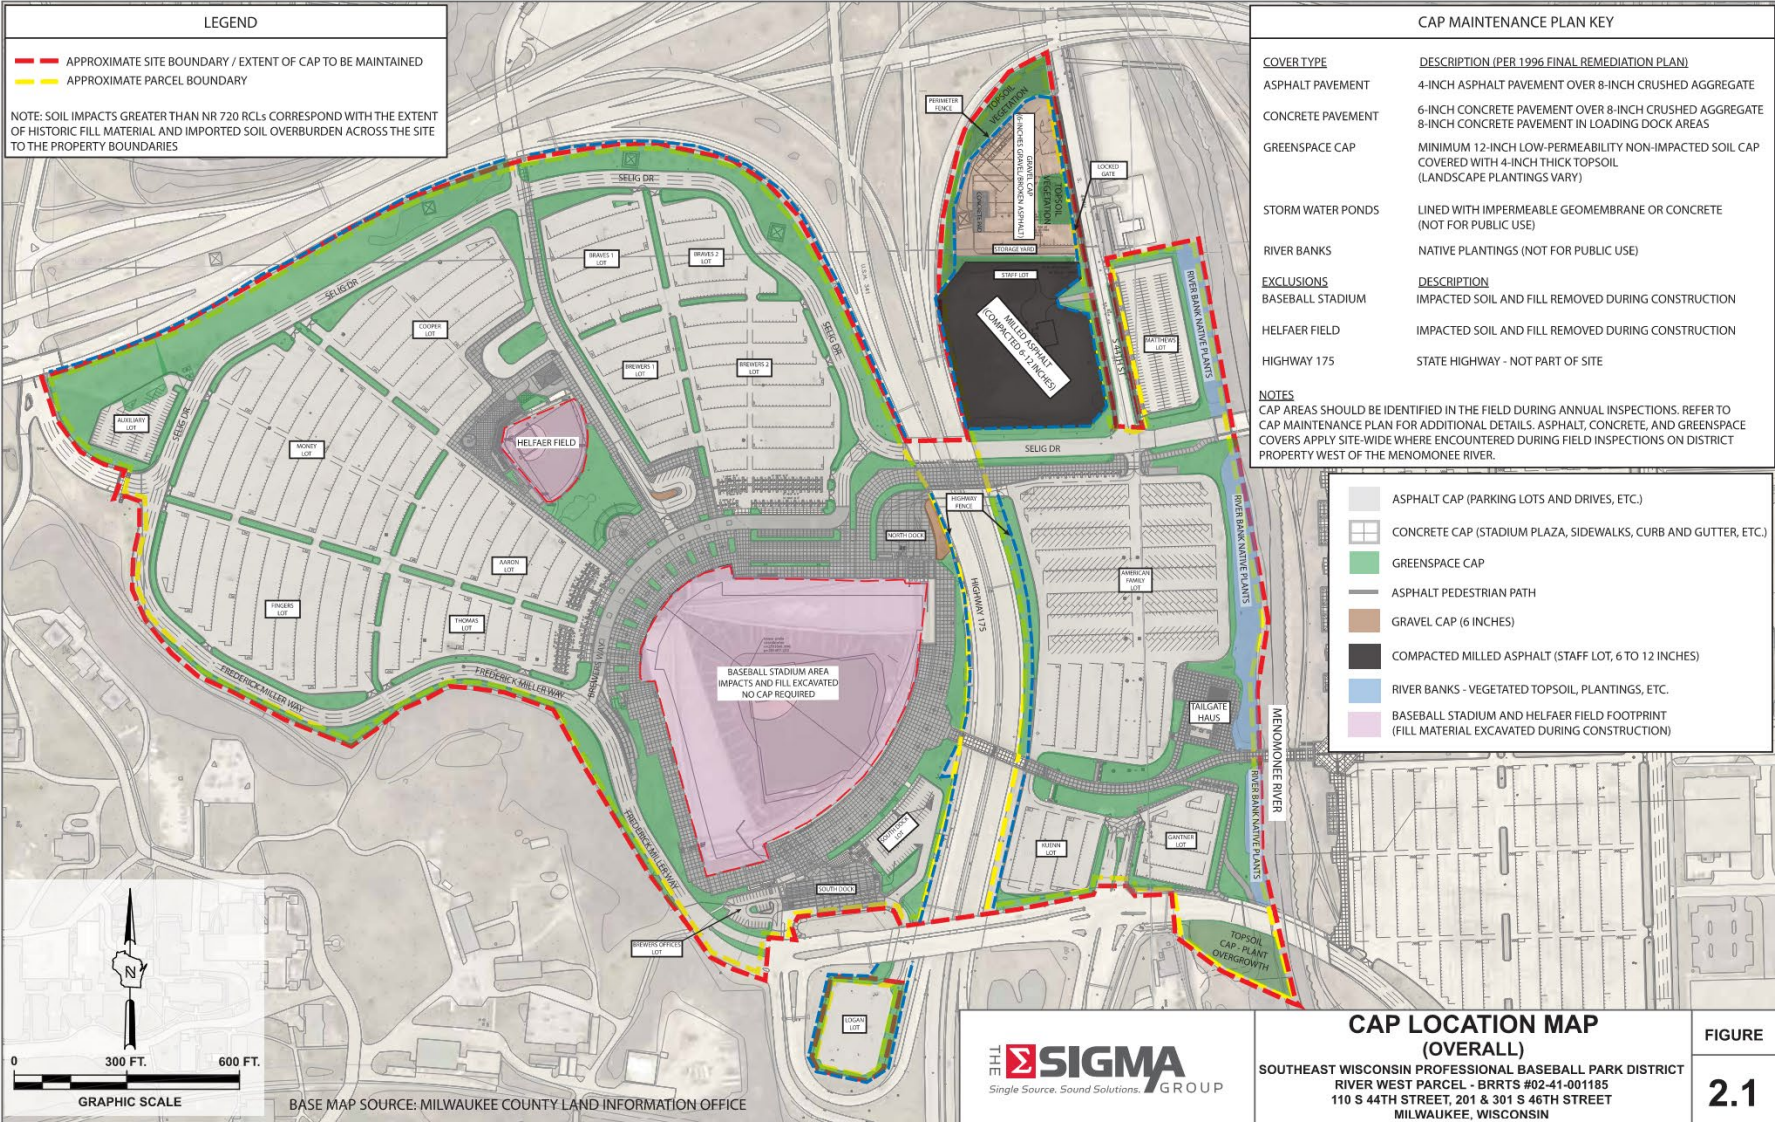 LEGEND
APPROXIMATE SITE BOUNDARY / EXTENT OF CAP TO BE MAINTAINED
APPROXIMATE PARCEL BOUNDARY
NOTE: SOIL IMPACTS GREATER THAN NR 720 RCLs CORRESPOND WITH THE EXTENT
OF HISTORIC FILL MATERIAL AND IMPORTED SOIL OVERBURDEN ACROSS THE SITE
TO THE PROPERTY BOUNDARIES
CAP MAINTENANCE PLAN KEY
COVER TYPE DESCRIPTION (PER 1996 FINAL REMEDIATION PLAN)
ASPHALT PAVEMENT 4-INCH ASPHALT PAVEMENT OVER 8-INCH CRUSHED AGGREGATE
CONCRETE PAVEMENT 6-INCH CONCRETE PAVEMENT OVER 8-INCH CRUSHED AGGREGATE
8-INCH CONCRETE PAVEMENT IN LOADING DOCK AREAS
GREENSPACE CAP MINIMUM 12-INCH LOW-PERMEABILITY NON-IMPACTED SOIL CAP
COVERED WITH 4-INCH THICK TOPSOIL
(LANDSCAPE PLANTINGS VARY)
STORM WATER PONDS LINED WITH IMPERMEABLE GEOMEMBRANE OR CONCRETE
(NOT FOR PUBLIC USE)
RIVER BANKS NATIVE PLANTINGS (NOT FOR PUBLIC USE)
EXCLUSIONS DESCRIPTION
BASEBALL STADIUM IMPACTED SOIL AND FILL REMOVED DURING CONSTRUCTION
HELFAER FIELD IMPACTED SOIL AND FILL REMOVED DURING CONSTRUCTION
HIGHWAY 175 STATE HIGHWAY - NOT PART OF SITE
NOTES
CAP AREAS SHOULD BE IDENTIFIED IN THE FIELD DURING ANNUAL INSPECTIONS. REFER TO
CAP MAINTENANCE PLAN FOR ADDITIONAL DETAILS. ASPHALT, CONCRETE, AND GREENSPACE
COVERS APPLY SITE-WIDE WHERE ENCOUNTERED DURING FIELD INSPECTIONS ON DISTRICT
PROPERTY WEST OF THE MENOMONEE RIVER.
ASPHALT CAP (PARKING LOTS AND DRIVES, ETC.)
CONCRETE CAP (STADIUM PLAZA, SIDEWALKS, CURB AND GUTTER, ETC.)
GREENSPACE CAP
ASPHALT PEDESTRIAN PATH
GRAVEL CAP (6 INCHES)
COMPACTED MILLED ASPHALT (STAFF LOT, 6 TO 12 INCHES)
RIVER BANKS - VEGETATED TOPSOIL, PLANTINGS, ETC.
BASEBALL STADIUM AND HELFAER FIELD FOOTPRINT
(FILL MATERIAL EXCAVATED DURING CONSTRUCTION)
PERIMETER
FENCE
TOPSOIL
VEGETATION
GRAVEL CAP
(6-INCHES GRAVEL/BROKEN ASPHALT)
TOPSOIL
VEGETATION
LOCKED
GATE
STORAGE YARD
STAFF LOT
MILLED ASPHALT
(COMPACTED 6-12 INCHES)
S 44TH ST
MATTHEWS
LOT
RIVER BANK NATIVE PLANTS
SELIG DR
SELIG DR
SELIG DR
SELIG DR
SELIG DR
BRAVES 1
LOT
BRAVES 2
LOT
COOPER
LOT
BREWERS 1
LOT
BREWERS 2
LOT
AUXILIARY
LOT
MONEY
LOT
HELFAER FIELD
AARON
LOT
FINGERS
LOT
THOMAS
LOT
FREDERICK MILLER WAY
FREDERICK MILLER WAY
FREDERICK MILLER WAY
BREWERS WAY
U.S.H. 341
HIGHWAY
FENCE
NORTH DOCK
HIGHWAY 175
AMERICAN
FAMILY
LOT
RIVER BANK NATIVE PLANTS
BASEBALL STADIUM AREA
IMPACTS AND FILL EXCAVATED
NO CAP REQUIRED
TAILGATE
HAUS
MENOMONEE RIVER
RIVER BANK NATIVE PLANTS
SOUTH DOCK
LOT
KUENN
LOT
GANTNER
LOT
SOUTH DOCK
BREWERS OFFICES
LOT
TOPSOIL
CAP - PLANT
OVERGROWTH
LOGAN
LOT
N
0 300 FT. 600 FT.
GRAPHIC SCALE
BASE MAP SOURCE: MILWAUKEE COUNTY LAND INFORMATION OFFICE
THE SIGMA GROUP
Single Source. Sound Solutions.
CAP LOCATION MAP
(OVERALL)
SOUTHEAST WISCONSIN PROFESSIONAL BASEBALL PARK DISTRICT
RIVER WEST PARCEL - BRRTS #02-41-001185
110 S 44TH STREET, 201 & 301 S 46TH STREET
MILWAUKEE, WISCONSIN
FIGURE
2.1